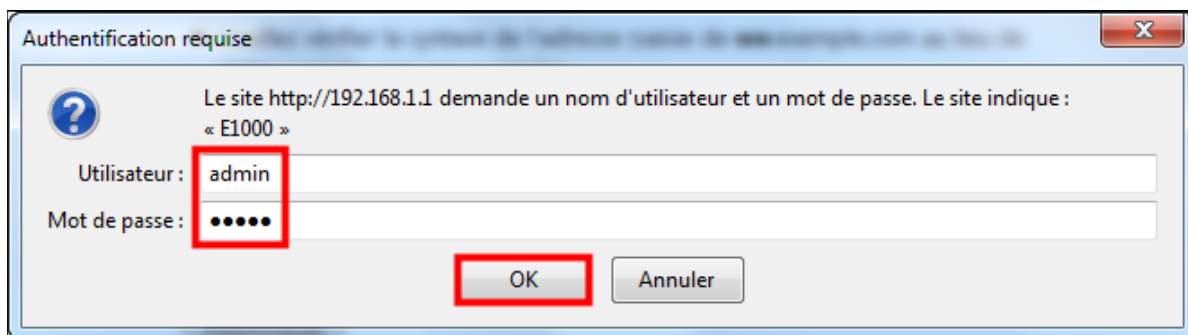 Authentification requise
Le site http://192.168.1.1 demande un nom d'utilisateur et un mot de passe. Le site indique :
« E1000 »
Utilisateur : admin
Mot de passe : •••••
OK Annuler